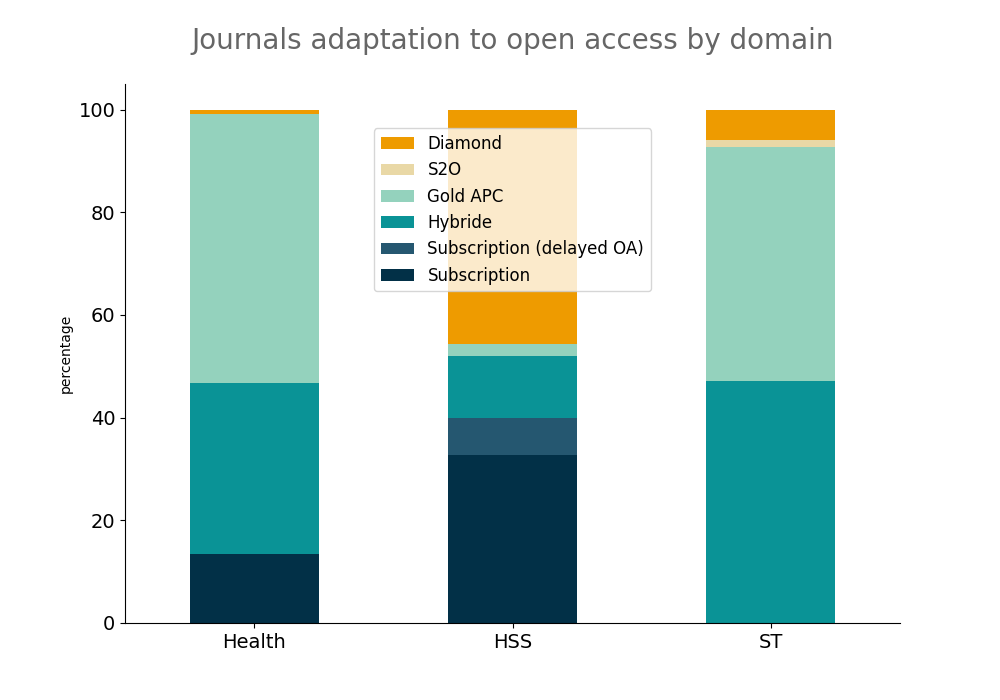 Journals adaptation to open access by domain
100
80
60
40
20
0
percentage
Diamond
S2O
Gold APC
Hybride
Subscription (delayed OA)
Subscription
Health
HSS
ST